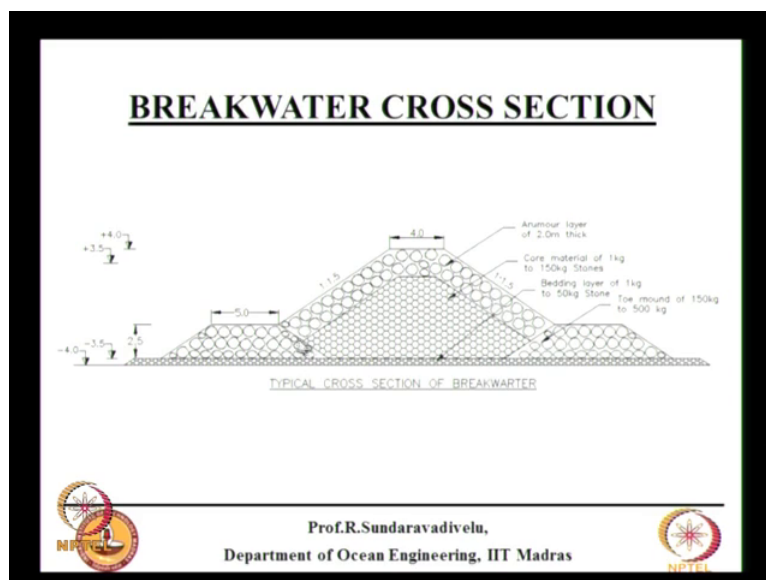 BREAKWATER CROSS SECTION
+4.0
+3.5
4.0
Arumour layer
of 2.0m thick
Core material of 1kg
to 150kg Stones
Bedding layer of 1kg
to 50kg Stone
Toe mound of 150kg
to 500 kg
1:1.5
1:1.5
5.0
2.5
-4.0
-3.5
TYPICAL CROSS SECTION OF BREAKWARTER
Prof.R.Sundaravadivelu,
Department of Ocean Engineering, IIT Madras
NPTEL
NPTEL